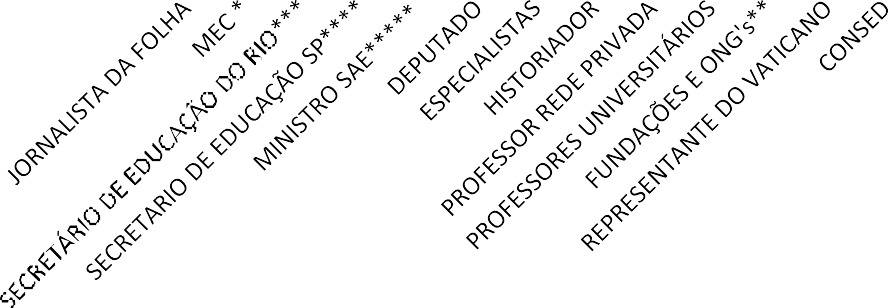 JORNALISTA DA FOLHA
MEC *
SECRETÁRIO DE EDUCAÇÃO DO RIO***
SECRETARIO DE EDUCAÇÃO SP****
MINISTRO SAE*****
DEPUTADO
ESPECIALISTAS
HISTORIADOR
PROFESSOR REDE PRIVADA
PROFESSORES UNIVERSITÁRIOS
FUNDAÇÕES E ONG's**
REPRESENTANTE DO VATICANO
CONSED